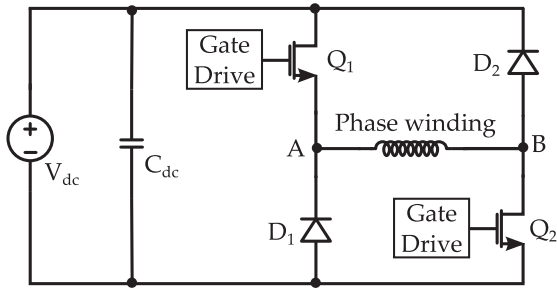 Gate
Drive
Q1
D2
Phase winding
A
B
Vdc
Cdc
D1
Gate
Drive
Q2